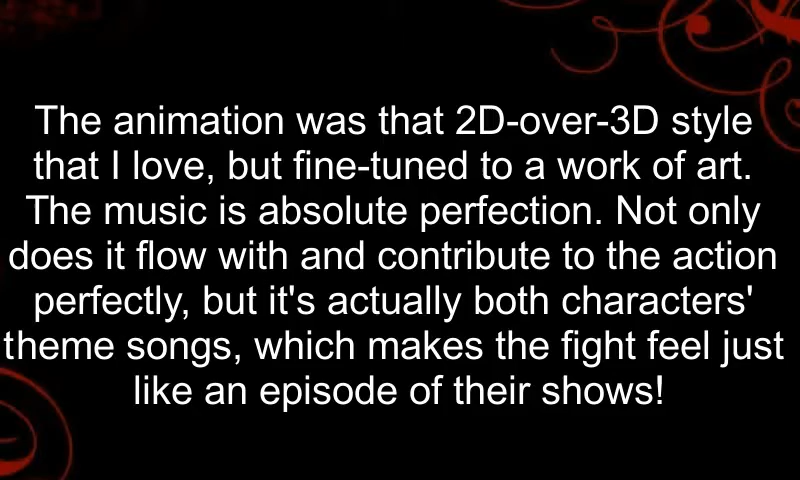 The animation was that 2D-over-3D style
that I love, but fine-tuned to a work of art.
The music is absolute perfection. Not only
does it flow with and contribute to the action
perfectly, but it's actually both characters'
theme songs, which makes the fight feel just
like an episode of their shows!